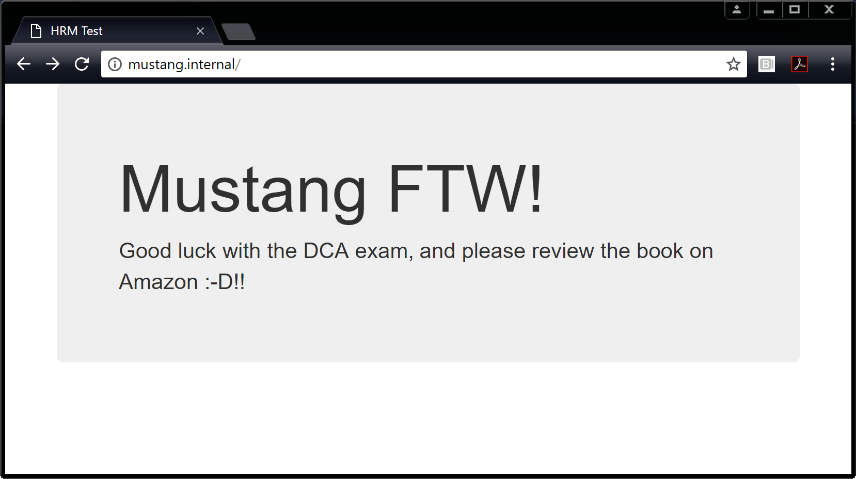 HRM Test
mustang.internal/
Mustang FTW!
Good luck with the DCA exam, and please review the book on
Amazon :-D!!